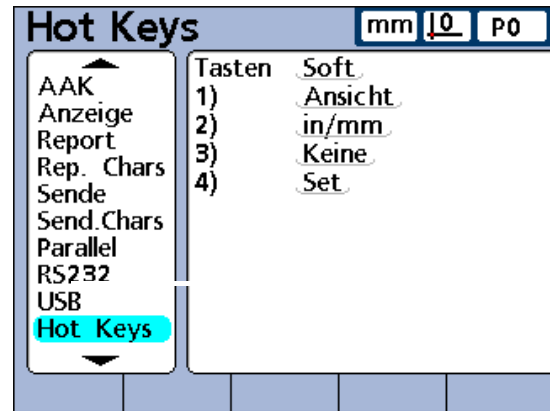 Hot Keys
mm 0 P0
AAK
Anzeige
Report
Rep. Chars
Sende
Send.Chars
Parallel
RS232
USB
Hot Keys
Tasten Soft
1) Ansicht
2) in/mm
3) Keine
4) Set